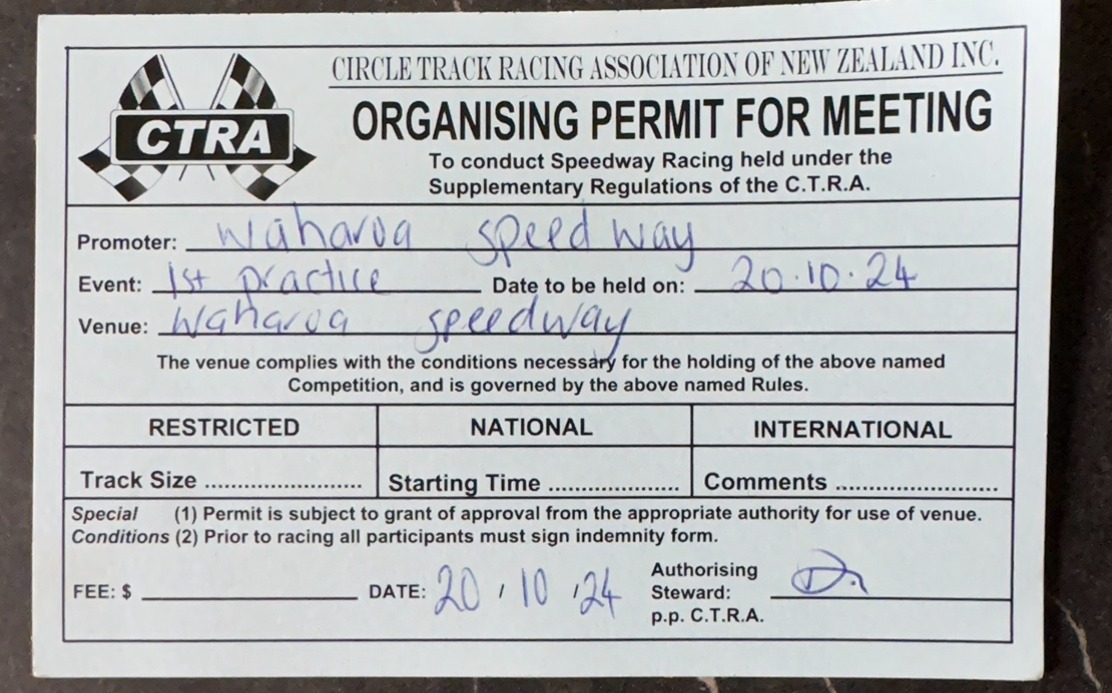 CTRA
CIRCLE TRACK RACING ASSOCIATION OF NEW ZEALAND INC.
ORGANISING PERMIT FOR MEETING
To conduct Speedway Racing held under the
Supplementary Regulations of the C.T.R.A.
Promoter: Waharoa speedway
Event: 1st practice Date to be held on: 20.10.24
Venue: Waharoa speedway
The venue complies with the conditions necessary for the holding of the above named
Competition, and is governed by the above named Rules.
RESTRICTED NATIONAL INTERNATIONAL
Track Size ........................ Starting Time .................... Comments .........................
Special (1) Permit is subject to grant of approval from the appropriate authority for use of venue.
Conditions (2) Prior to racing all participants must sign indemnity form.
FEE: $ DATE: 20 / 10 / 24 Authorising
Steward:
p.p. C.T.R.A.